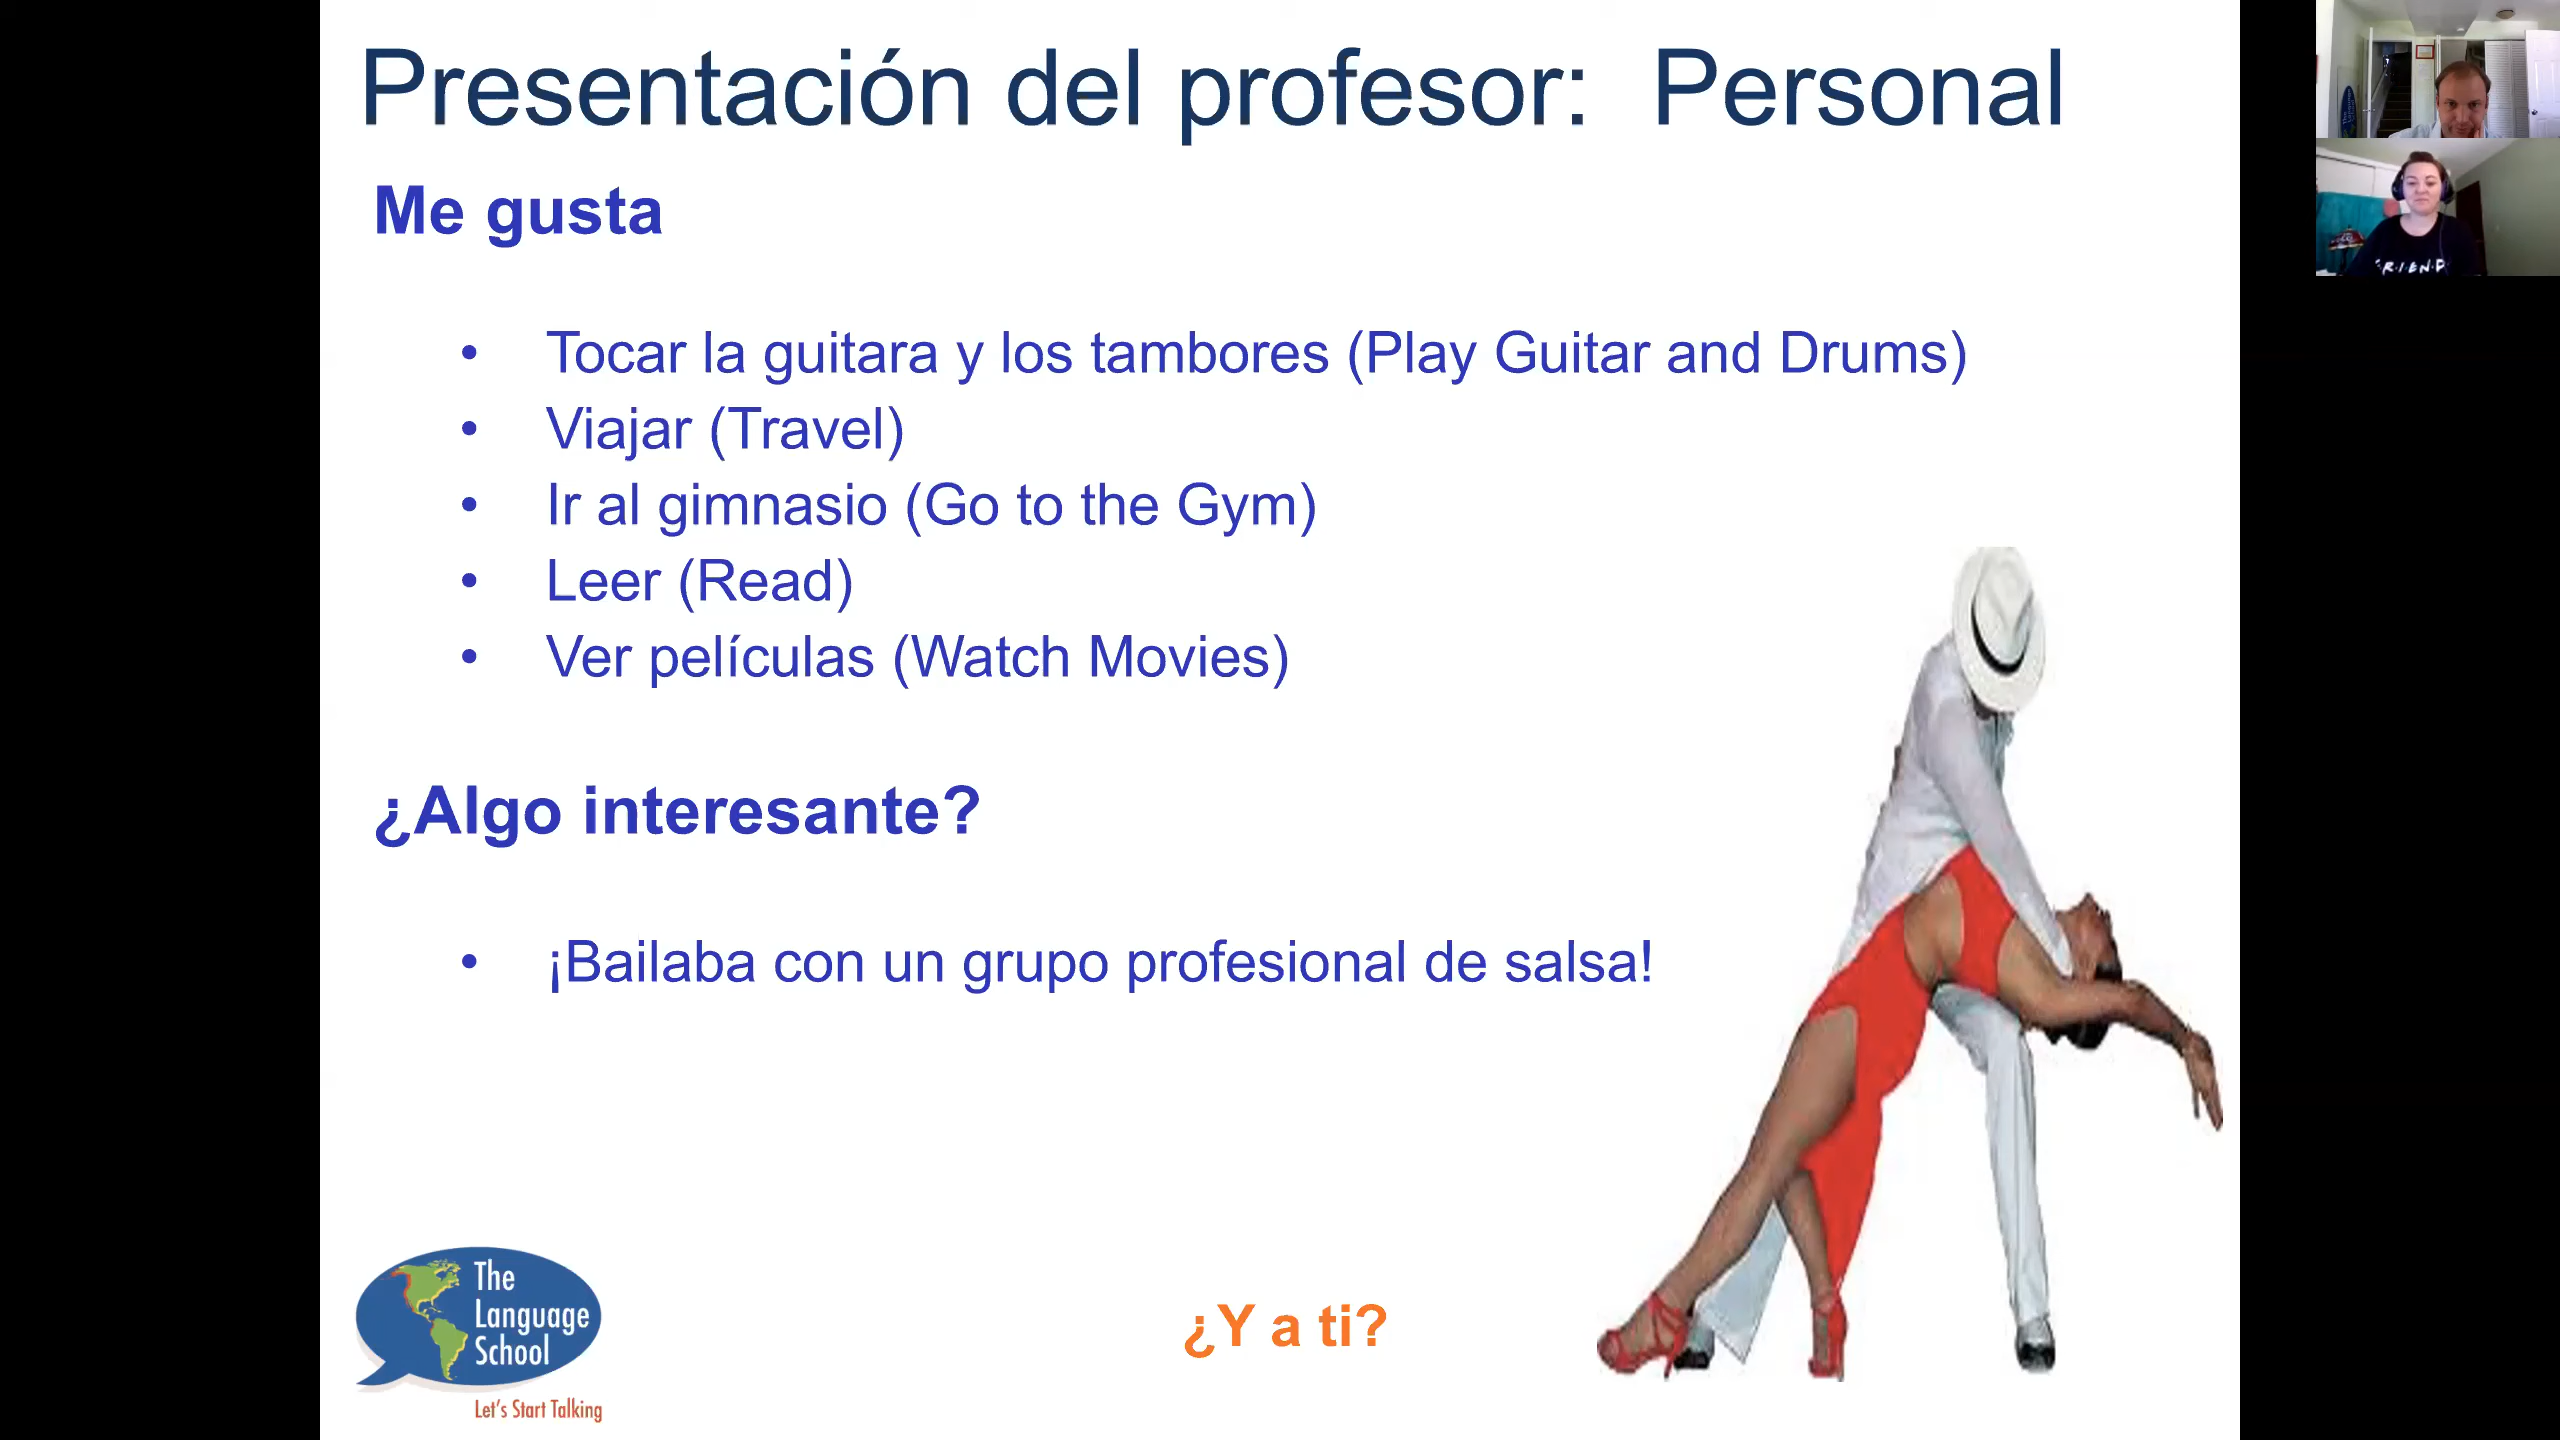 Presentación del profesor: Personal
Me gusta
• Tocar la guitara y los tambores (Play Guitar and Drums)
• Viajar (Travel)
• Ir al gimnasio (Go to the Gym)
• Leer (Read)
• Ver películas (Watch Movies)
¿Algo interesante?
• ¡Bailaba con un grupo profesional de salsa!
The
Language
School
Let's Start Talking
¿Y a ti?
F·R·I·E·N·D